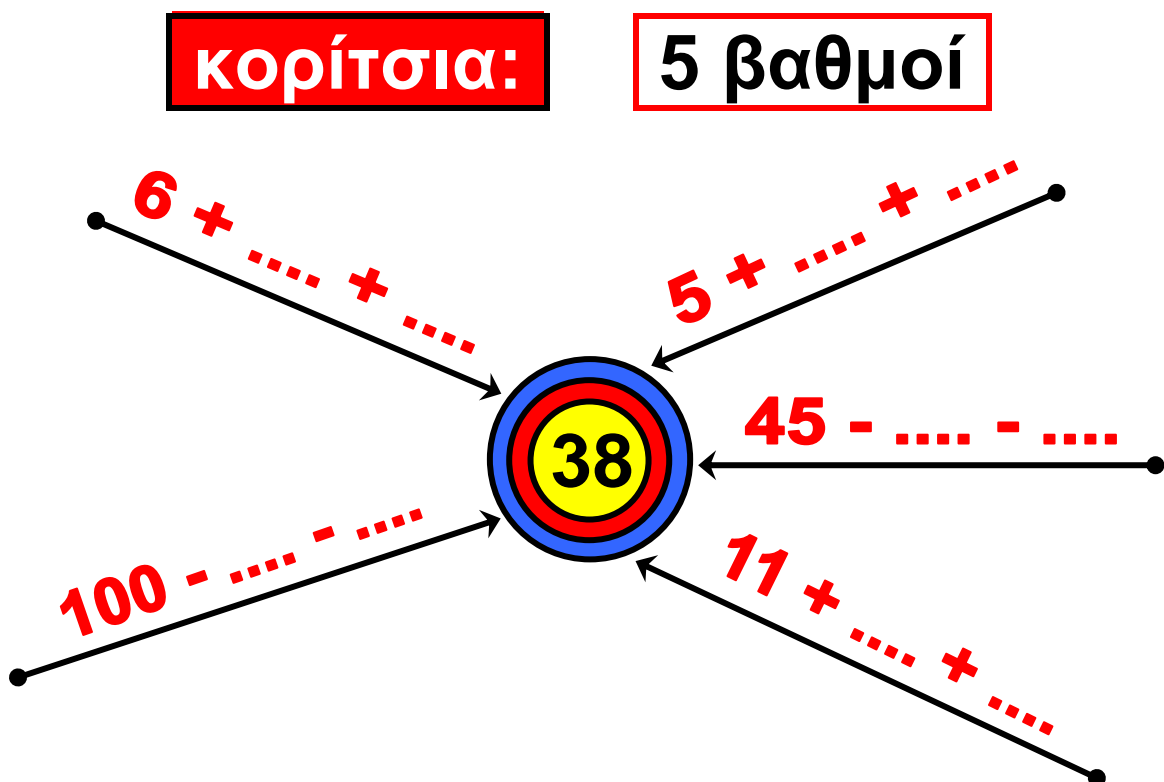 κορίτσια:
5 βαθμοί
6 + ..... + .....
5 + ..... + .....
45 - .... - ....
38
100 - ..... - .....
11 + ..... + .....